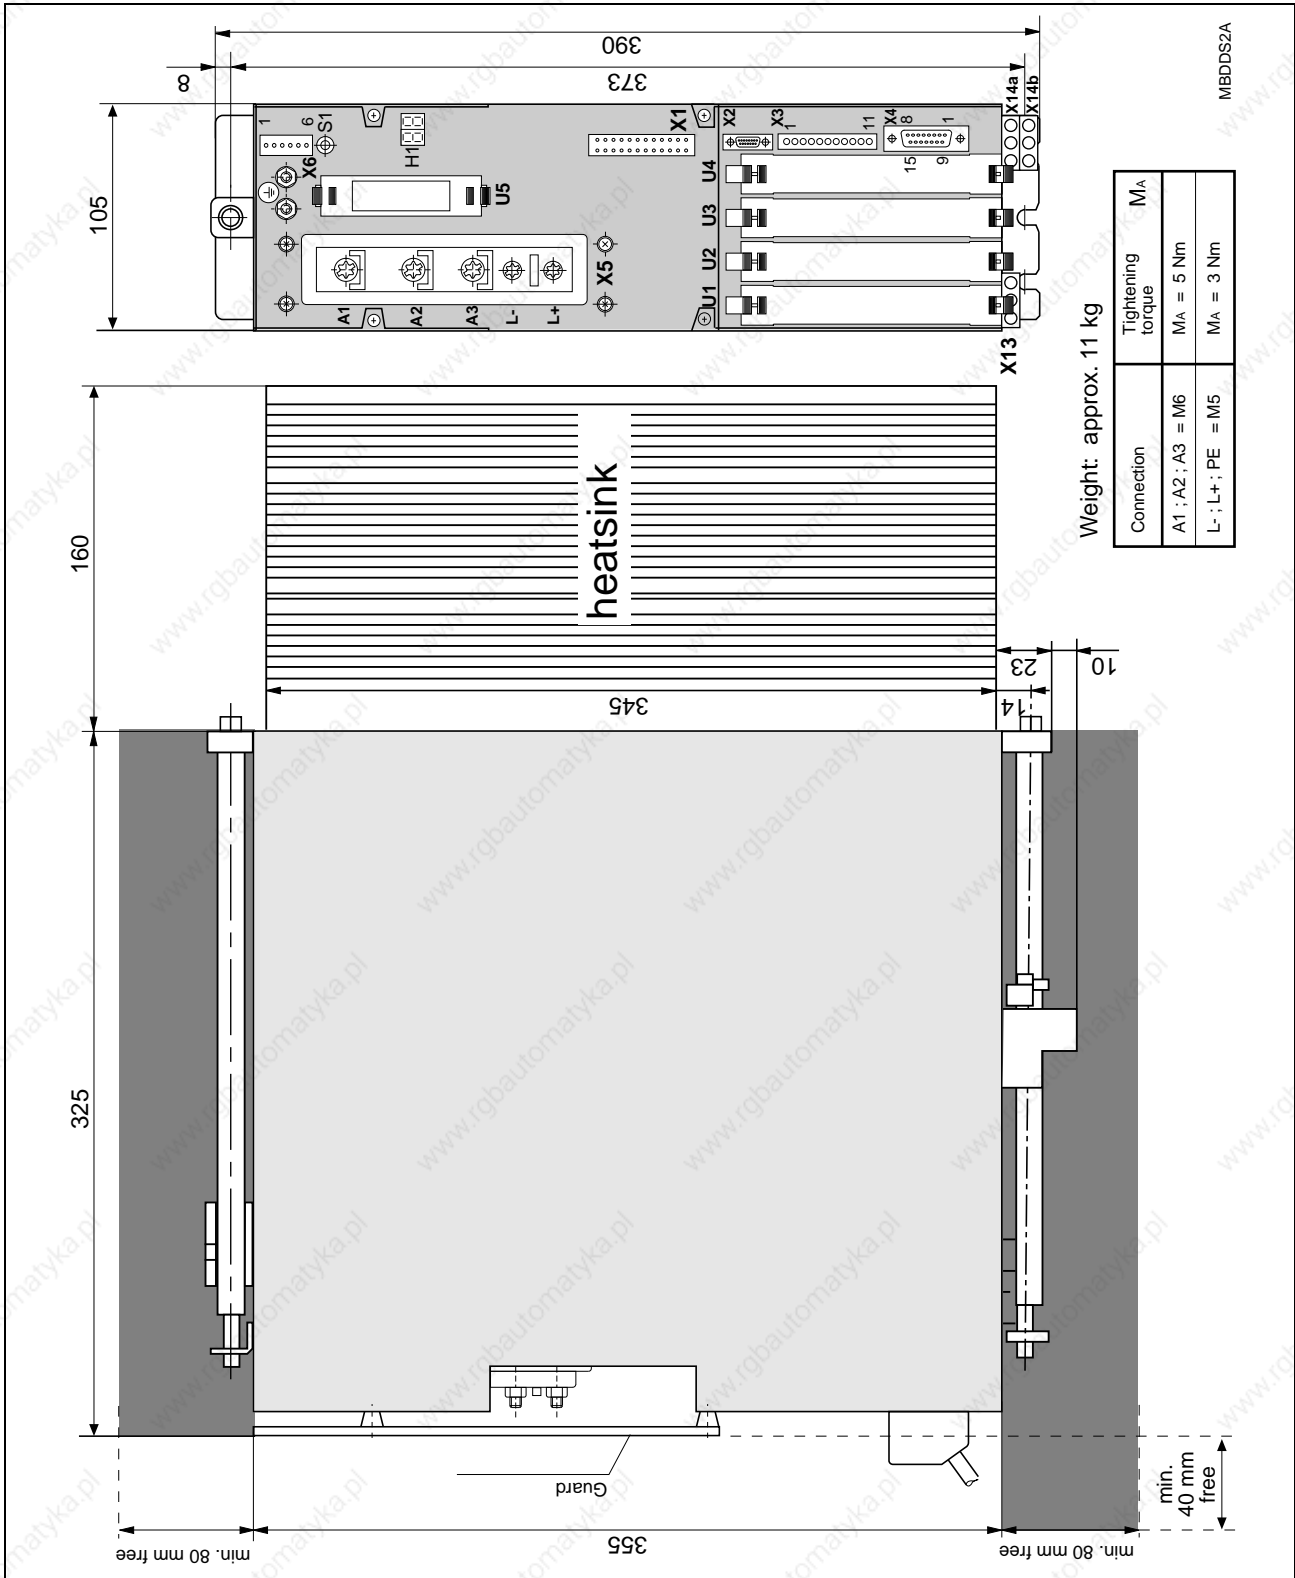 390
373
8
MBDDS2A
105
1
6
S1
X6
H1
U5
X1
X2
X3
1
11
X4
8
1
15
9
X14a
X14b
U4
U3
U2
U1
X5
A1
A2
A3
L-
L+
X13
160
heatsink
345
23
14
10
Weight: approx. 11 kg
Connection
Tightening torque MA
A1 ; A2 ; A3 = M6
MA = 5 Nm
L- ; L+ ; PE = M5
MA = 3 Nm
325
Guard
355
min. 80 mm free
min. 80 mm free
min.
40 mm
free
www.rgbautomatyka.pl